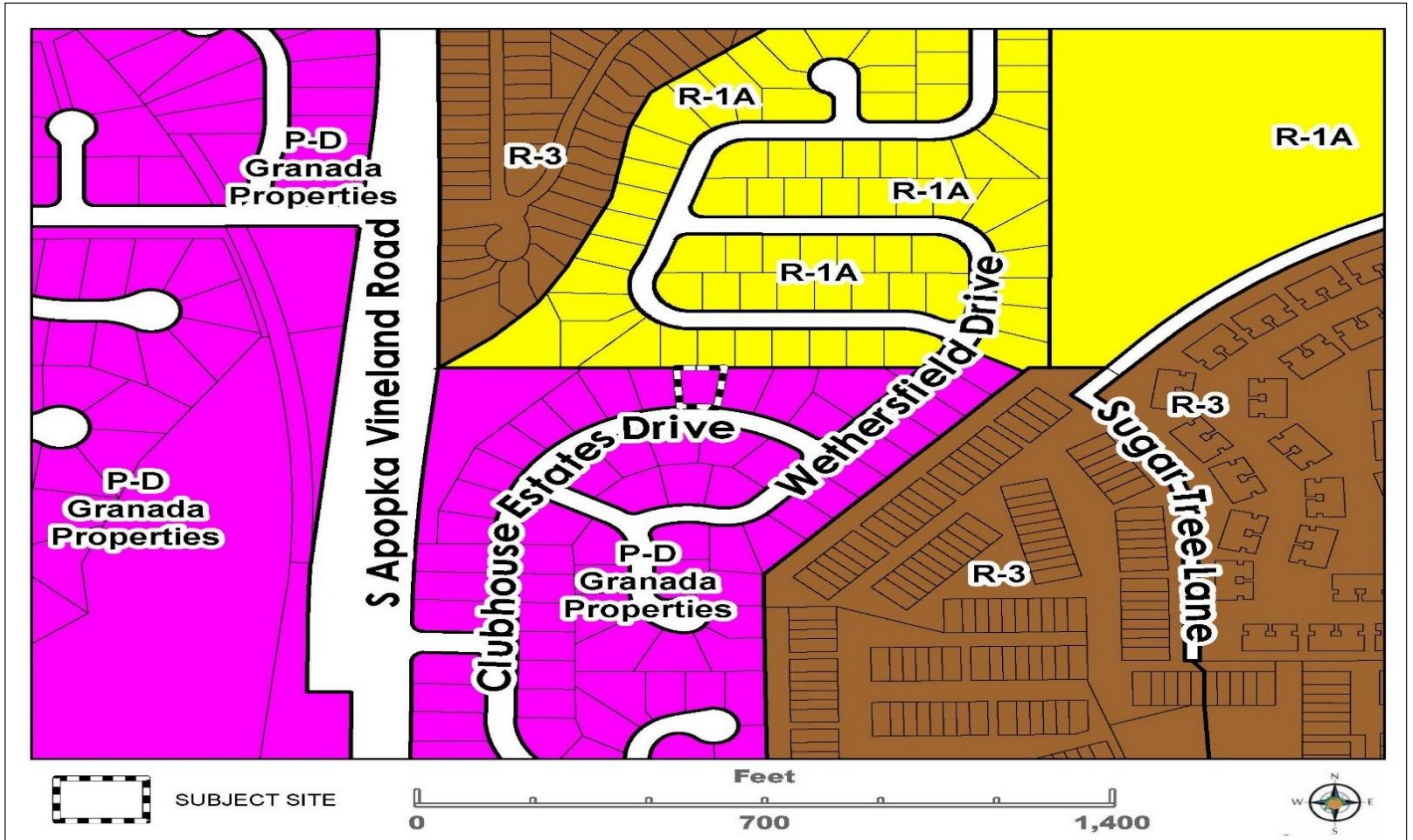 R-1A
P-D
Granada
Properties
R-3
R-1A
R-1A
R-1A
S Apopka Vineland Road
Wethersfield Drive
Clubhouse Estates Drive
Sugar Tree Lane
R-3
P-D
Granada
Properties
P-D
Granada
Properties
R-3
SUBJECT SITE
Feet
0 700 1,400
N
W E
S